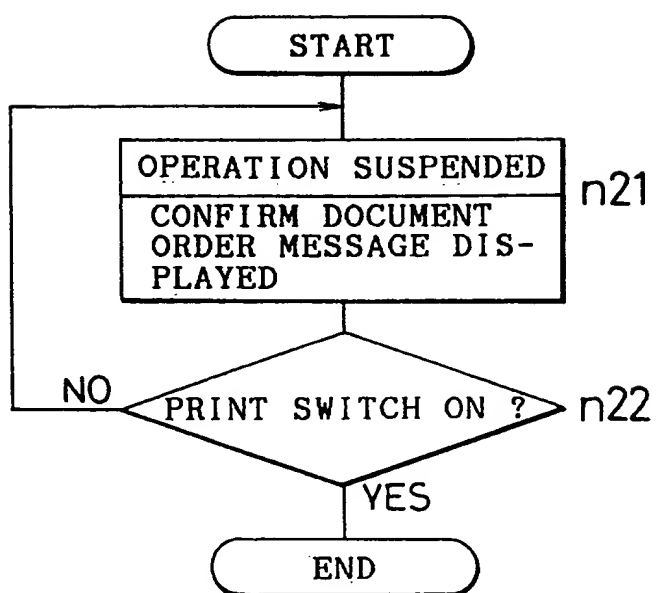 START
OPERATION SUSPENDED
n21
CONFIRM DOCUMENT
ORDER MESSAGE DIS-
PLAYED
NO
PRINT SWITCH ON ?
n22
YES
END